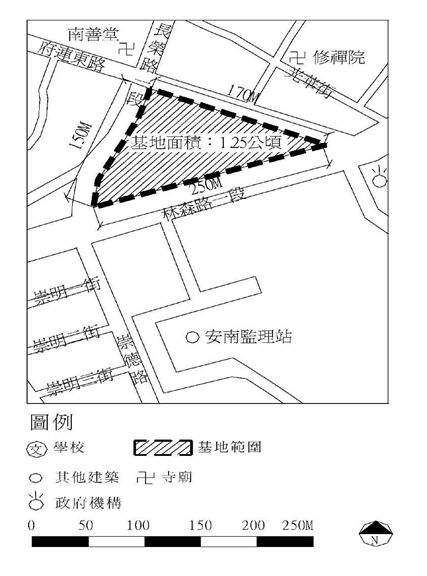 南善堂
府連東路
長榮路
一段
修禪院
光華街
170M
150M
基地面積：1.25公頃
250M
林森路一段
崇明一街
崇明二街
崇明三街
崇德路
安南監理站
圖例
文 學校
基地範圍
其他建築
卍 寺廟
政府機構
0 50 100 150 200 250M
N